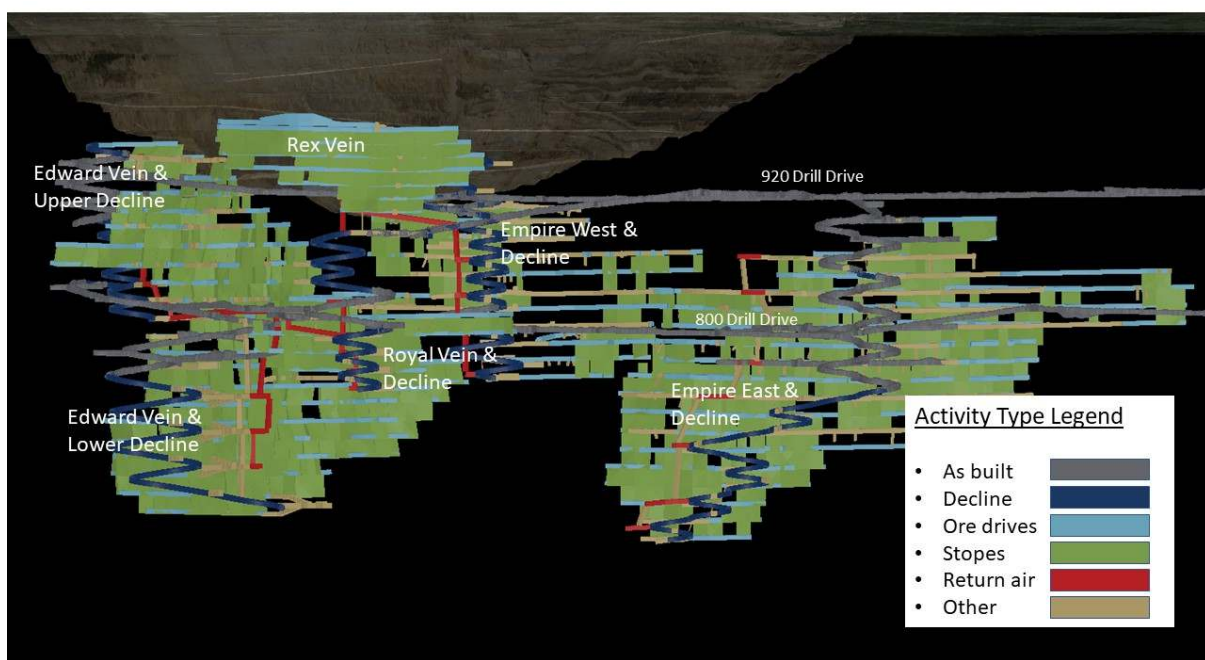 Rex Vein
Edward Vein &
Upper Decline
920 Drill Drive
Empire West &
Decline
800 Drill Drive
Royal Vein &
Decline
Empire East &
Decline
Edward Vein &
Lower Decline
Activity Type Legend
• As built
• Decline
• Ore drives
• Stopes
• Return air
• Other